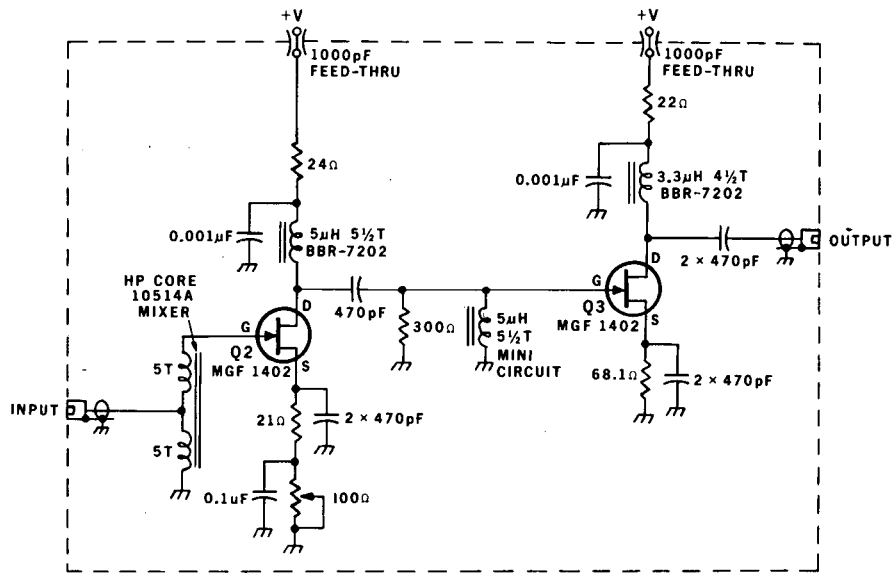 +V
1000pF
FEED-THRU
24Ω
0.001µF
5µH 5½T
BBR-7202
HP CORE
10514A
MIXER
5T
5T
INPUT
G
D
S
Q2
MGF 1402
470pF
300Ω
5µH
5½T
MINI
CIRCUIT
21Ω
2 × 470pF
0.1uF
100Ω
+V
1000pF
FEED-THRU
22Ω
0.001µF
3.3µH 4½T
BBR-7202
G
D
S
Q3
MGF 1402
2 × 470pF
OUTPUT
68.1Ω
2 × 470pF